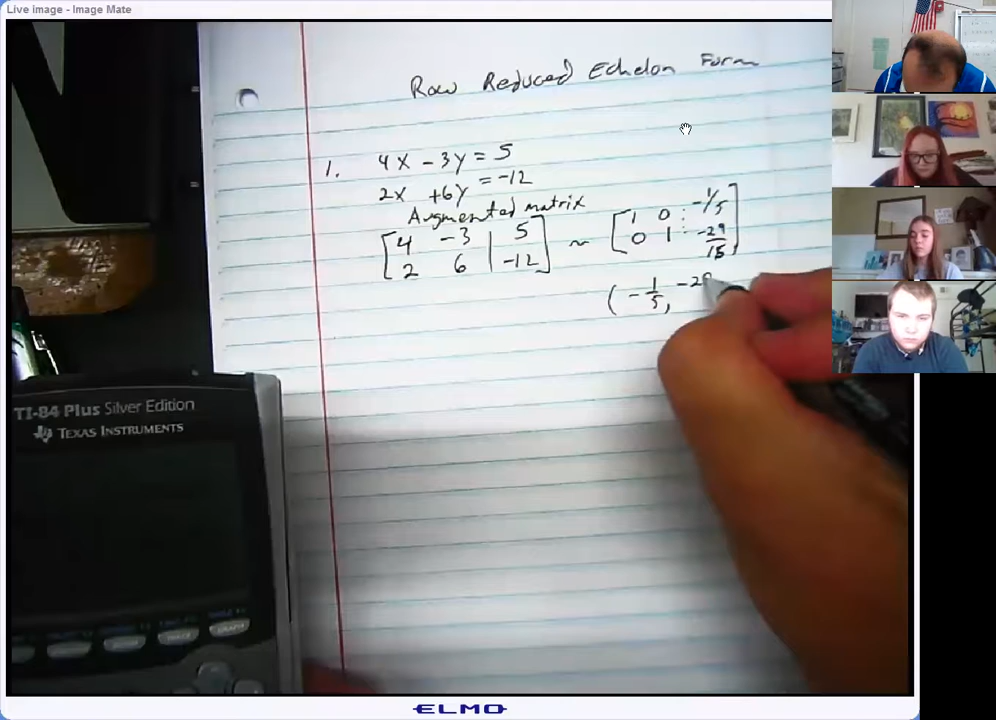 Live image - Image Mate
Row Reduced Echelon Form
1. 4x - 3y = 5
2x + 6y = -12
Augmented matrix
[4 -3 | 5] ~ [1 0 : -1/5]
[2 6 | -12] [0 1 : -29/15]
(-1/5, -29
TI-84 Plus Silver Edition
TEXAS INSTRUMENTS
ELMO